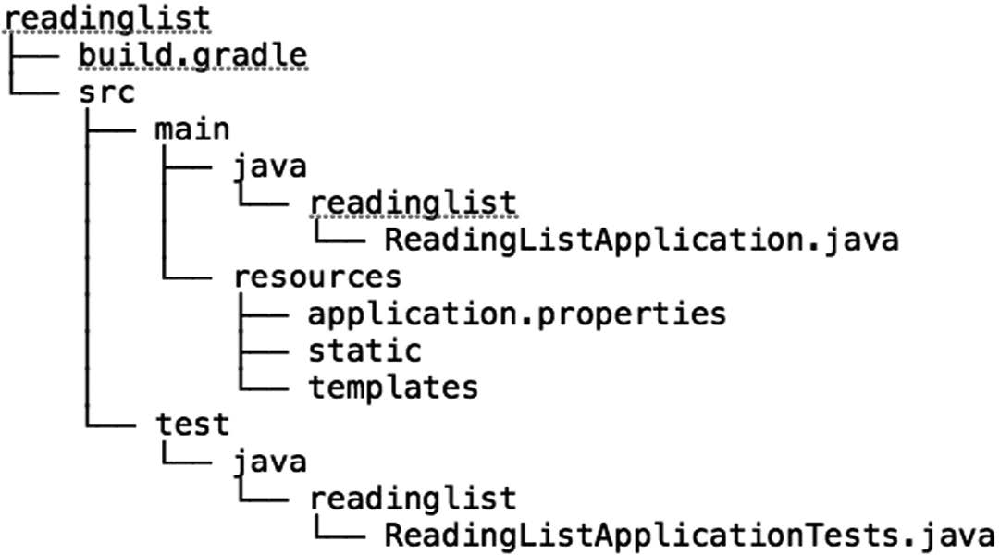 readinglist
build.gradle
src
main
java
readinglist
ReadingListApplication.java
resources
application.properties
static
templates
test
java
readinglist
ReadingListApplicationTests.java